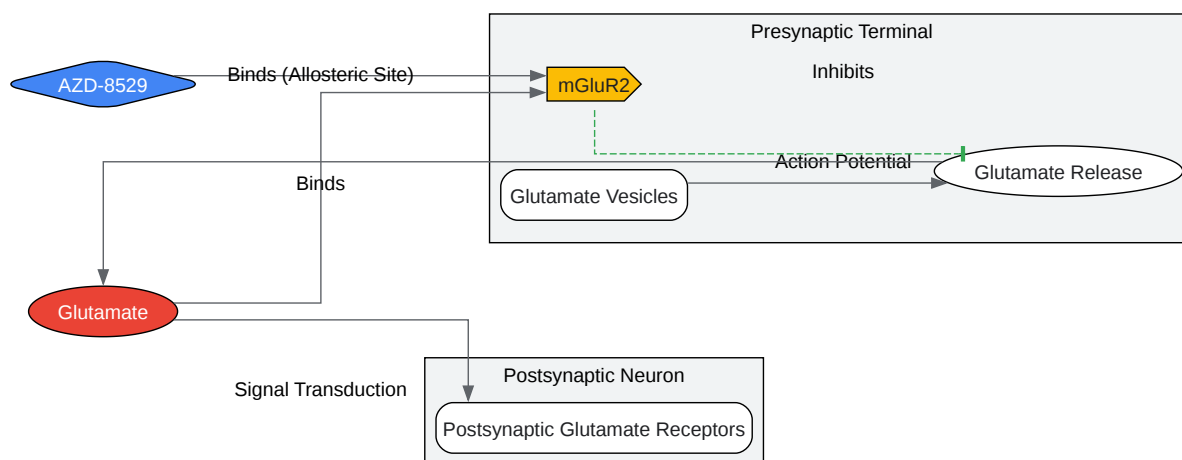 Presynaptic Terminal
AZD-8529
Binds (Allosteric Site)
mGluR2
Inhibits
Action Potential
Glutamate Release
Binds
Glutamate Vesicles
Glutamate
Signal Transduction
Postsynaptic Neuron
Postsynaptic Glutamate Receptors